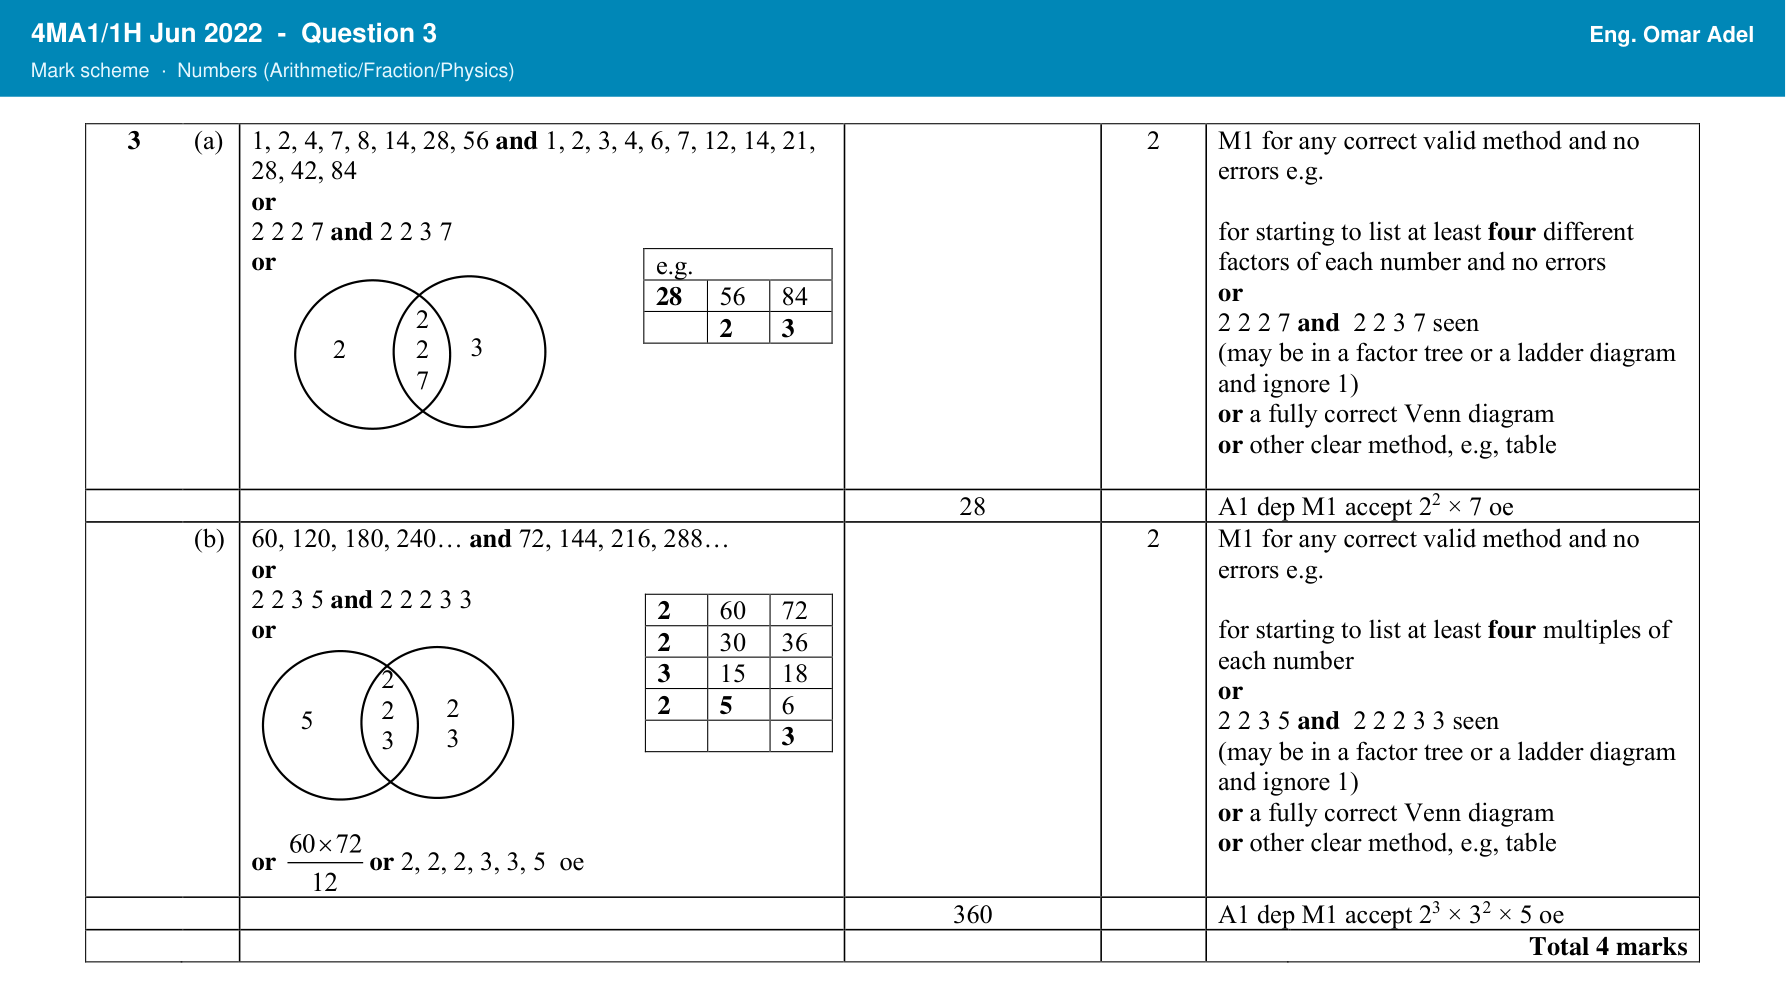 4MA1/1H Jun 2022 - Question 3
Eng. Omar Adel
Mark scheme · Numbers (Arithmetic/Fraction/Physics)
3 (a) 1, 2, 4, 7, 8, 14, 28, 56 and 1, 2, 3, 4, 6, 7, 12, 14, 21,
28, 42, 84
or
2 2 2 7 and 2 2 3 7
or
2
2
2
7
3
e.g.
28 56 84
2 3
2
M1 for any correct valid method and no
errors e.g.
for starting to list at least four different
factors of each number and no errors
or
2 2 2 7 and 2 2 3 7 seen
(may be in a factor tree or a ladder diagram
and ignore 1)
or a fully correct Venn diagram
or other clear method, e.g, table
28
A1 dep M1 accept 2² × 7 oe
(b) 60, 120, 180, 240… and 72, 144, 216, 288…
or
2 2 3 5 and 2 2 2 3 3
or
5
2
2
3
2
3
2 60 72
2 30 36
3 15 18
2 5 6
3
or 60×72/12 or 2, 2, 2, 3, 3, 5 oe
2
M1 for any correct valid method and no
errors e.g.
for starting to list at least four multiples of
each number
or
2 2 3 5 and 2 2 2 3 3 seen
(may be in a factor tree or a ladder diagram
and ignore 1)
or a fully correct Venn diagram
or other clear method, e.g, table
360
A1 dep M1 accept 2³ × 3² × 5 oe
Total 4 marks